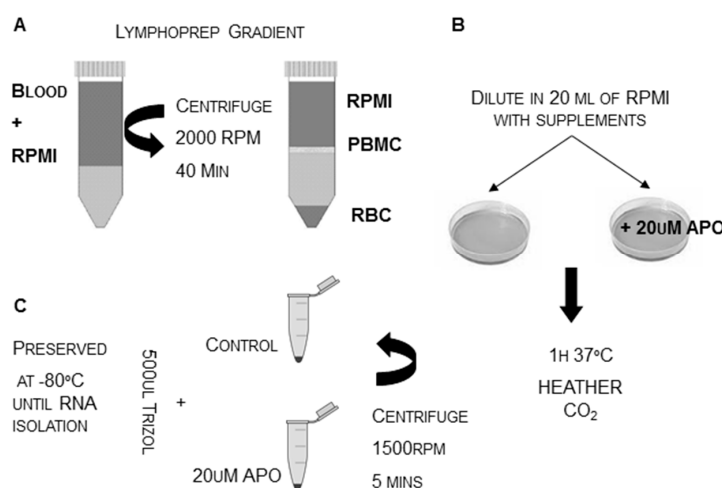 A
LYMPHOPREP GRADIENT
BLOOD
+
RPMI
CENTRIFUGE
2000 RPM
40 MIN
RPMI
PBMC
RBC
B
DILUTE IN 20 ML OF RPMI
WITH SUPPLEMENTS
+ 20UM APO
1H 37ºC
HEATHER
CO2
C
PRESERVED
AT -80ºC
UNTIL RNA
ISOLATION
500UL TRIZOL
+
CONTROL
20UM APO
CENTRIFUGE
1500RPM
5 MINS